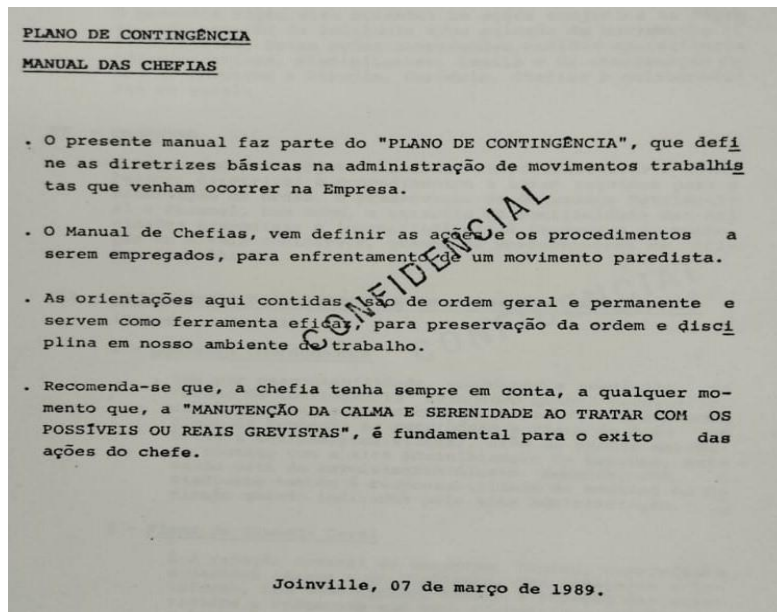 PLANO DE CONTINGÊNCIA
MANUAL DAS CHEFIAS
. O presente manual faz parte do "PLANO DE CONTINGÊNCIA", que defi
ne as diretrizes básicas na administração de movimentos trabalhis
tas que venham ocorrer na Empresa.
. O Manual de Chefias, vem definir as ações e os procedimentos a
serem empregados, para enfrentamento de um movimento paredista.
. As orientações aqui contidas, são de ordem geral e permanente e
servem como ferramenta eficaz, para preservação da ordem e disci
plina em nosso ambiente de trabalho.
. Recomenda-se que, a chefia tenha sempre em conta, a qualquer mo-
mento que, a "MANUTENÇÃO DA CALMA E SERENIDADE AO TRATAR COM OS
POSSÍVEIS OU REAIS GREVISTAS", é fundamental para o exito das
ações do chefe.
CONFIDENCIAL
Joinville, 07 de março de 1989.